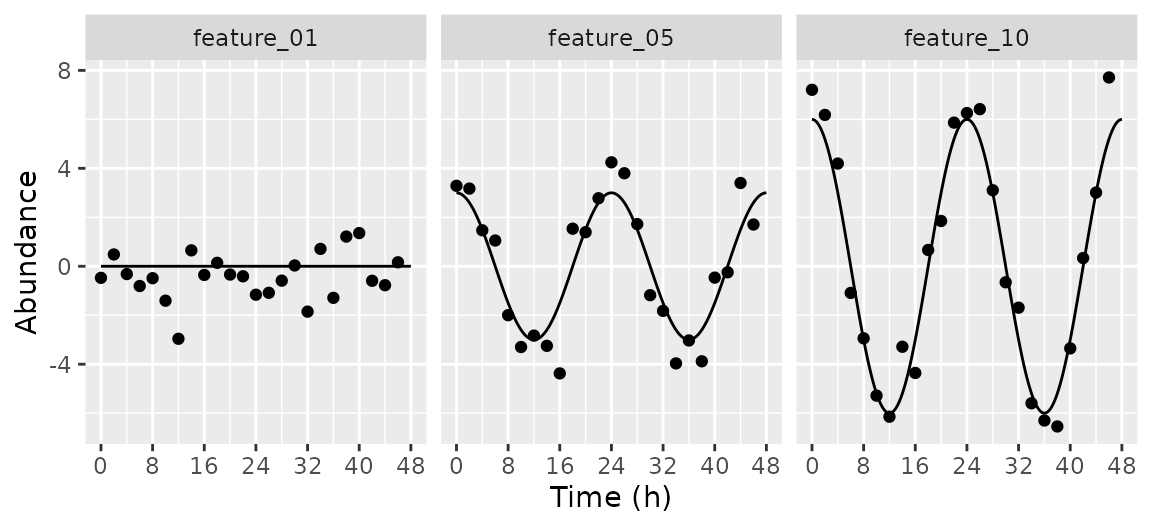 feature_01 feature_05 feature_10
Abundance
8
4
0
-4
0 8 16 24 32 40 48 0 8 16 24 32 40 48 0 8 16 24 32 40 48
Time (h)